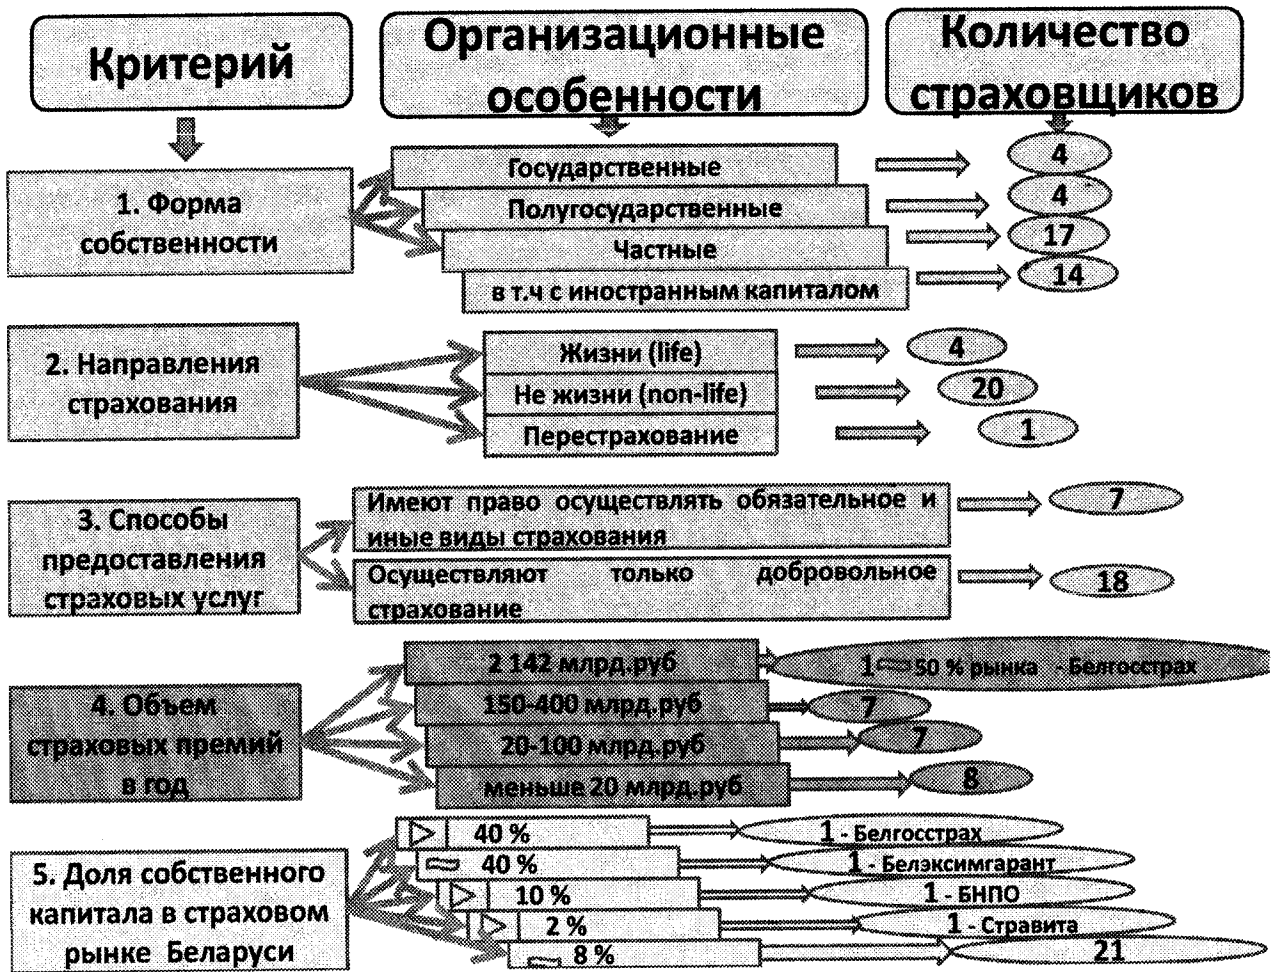 Критерий
Организационные
особенности
Количество
страховщиков
1. Форма
собственности
Государственные
4
Полугосударственные
4
Частные
17
в т.ч с иностранным капиталом
14
2. Направления
страхования
Жизни (life)
4
Не жизни (non-life)
20
Перестрахование
1
3. Способы
предоставления
страховых услуг
Имеют право осуществлять обязательное и
иные виды страхования
7
Осуществляют только добровольное
страхование
18
4. Объем
страховых премий
в год
2 142 млрд.руб
1 50 % рынка - Белгосстрах
150-400 млрд.руб
7
20-100 млрд.руб
7
меньше 20 млрд.руб
8
5. Доля собственного
капитала в страховом
рынке Беларуси
40 %
1 - Белгосстрах
40 %
1 - Белэксимгарант
10 %
1 - БНПО
2 %
1 - Стравита
8 %
21